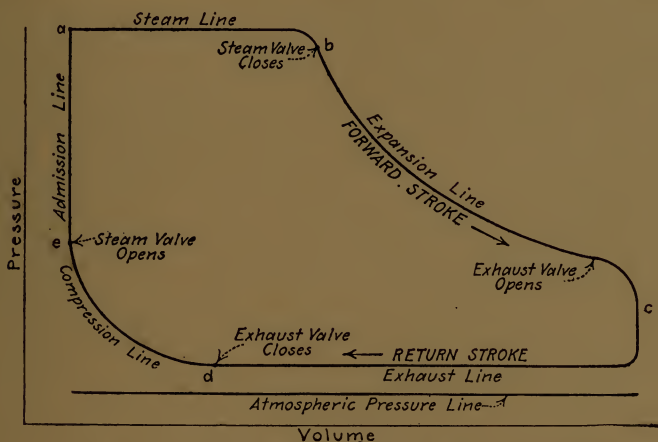 Steam Line
a
Steam Valve
Closes
b
Admission Line
Expansion Line
FORWARD. STROKE
Pressure
e
Steam Valve
Opens
Exhaust Valve
Opens
c
Compression Line
Exhaust Valve
Closes
RETURN STROKE
d
Exhaust Line
Atmospheric Pressure Line
Volume